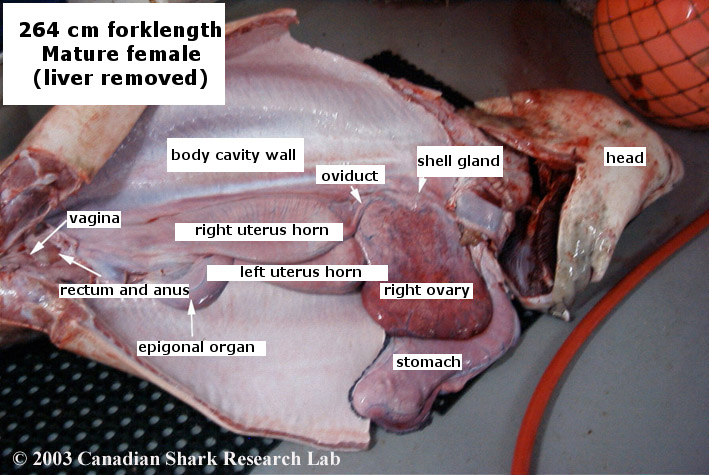 264 cm forklength
Mature female
(liver removed)
body cavity wall
shell gland
head
oviduct
vagina
right uterus horn
left uterus horn
rectum and anus
right ovary
epigonal organ
stomach
© 2003 Canadian Shark Research Lab